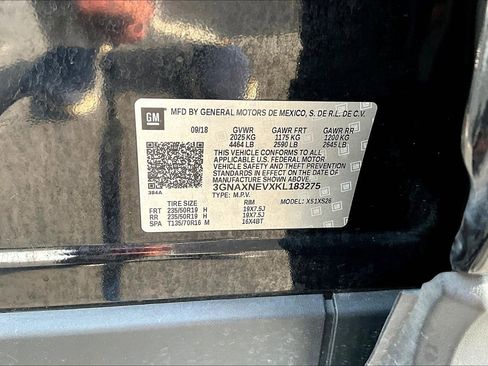 GM
MFD BY GENERAL MOTORS DE MEXICO, S. DE R.L. DE C.V.
09/18 GVWR GAWR FRT GAWR RR
2025 KG 1175 KG 1200 KG
4464 LB 2590 LB 2645 LB
THIS VEHICLE CONFORMS TO ALL
APPLICABLE U.S. FEDERAL MOTOR
VEHICLE SAFETY AND THEFT PREVENTION
STANDARDS IN EFFECT ON THE DATE OF
MANUFACTURE SHOWN ABOVE.
3GNAXNEVXKL183275
384A
TYPE: M.P.V. MODEL: X51XS26
TIRE SIZE RIM
FRT 235/50R19 H 19X7.5J
RR 235/50R19 H 19X7.5J
SPA T135/70R16 M 16X4BT